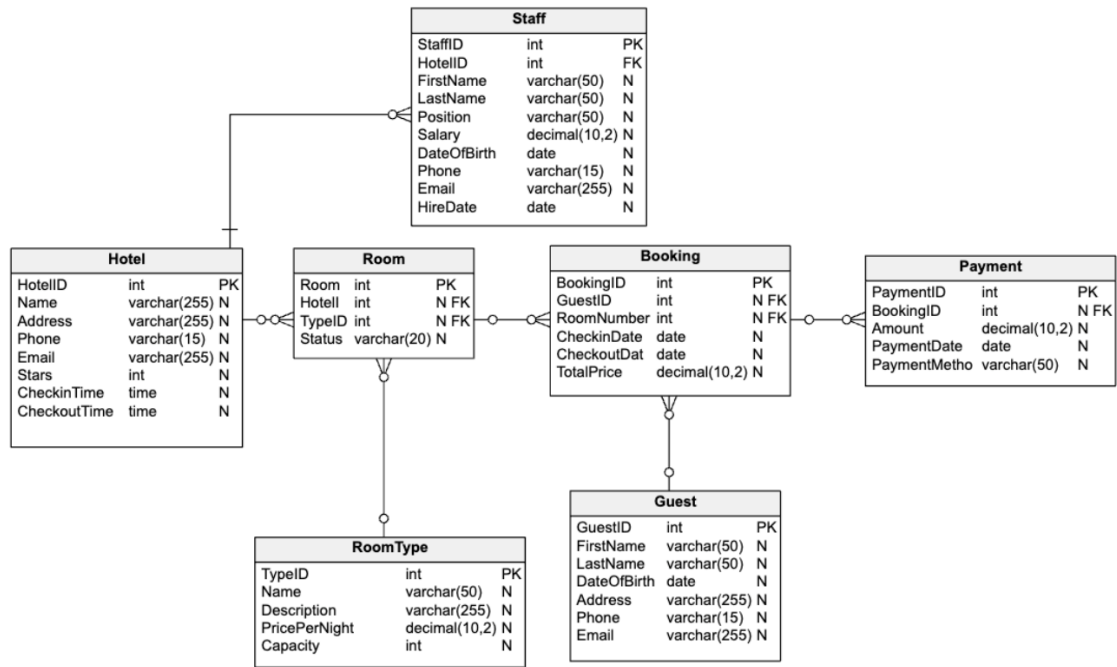 Staff
StaffID int PK
HotelID int FK
FirstName varchar(50) N
LastName varchar(50) N
Position varchar(50) N
Salary decimal(10,2) N
DateOfBirth date N
Phone varchar(15) N
Email varchar(255) N
HireDate date N
Hotel
HotelID int PK
Name varchar(255) N
Address varchar(255) N
Phone varchar(15) N
Email varchar(255) N
Stars int N
CheckinTime time N
CheckoutTime time N
Room
Room int PK
HotelI int N FK
TypeID int N FK
Status varchar(20) N
Booking
BookingID int PK
GuestID int N FK
RoomNumber int N FK
CheckinDate date N
CheckoutDat date N
TotalPrice decimal(10,2) N
Payment
PaymentID int PK
BookingID int N FK
Amount decimal(10,2) N
PaymentDate date N
PaymentMetho varchar(50) N
RoomType
TypeID int PK
Name varchar(50) N
Description varchar(255) N
PricePerNight decimal(10,2) N
Capacity int N
Guest
GuestID int PK
FirstName varchar(50) N
LastName varchar(50) N
DateOfBirth date N
Address varchar(255) N
Phone varchar(15) N
Email varchar(255) N